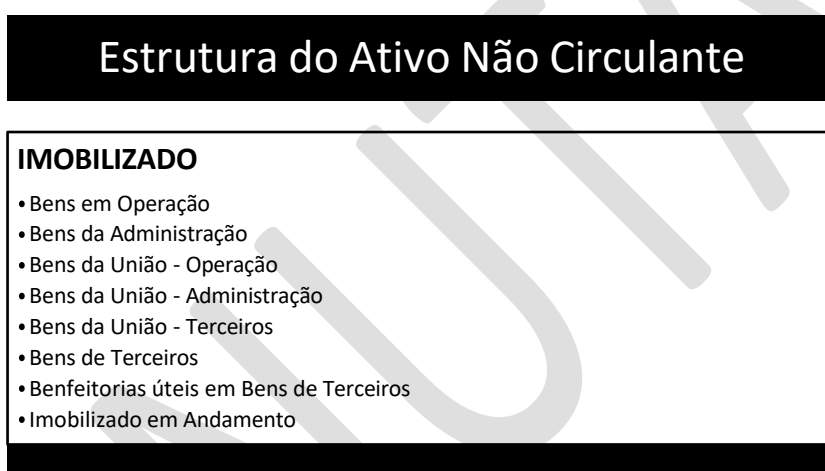 Estrutura do Ativo Não Circulante
IMOBILIZADO
• Bens em Operação
• Bens da Administração
• Bens da União - Operação
• Bens da União - Administração
• Bens da União - Terceiros
• Bens de Terceiros
• Benfeitorias úteis em Bens de Terceiros
• Imobilizado em Andamento